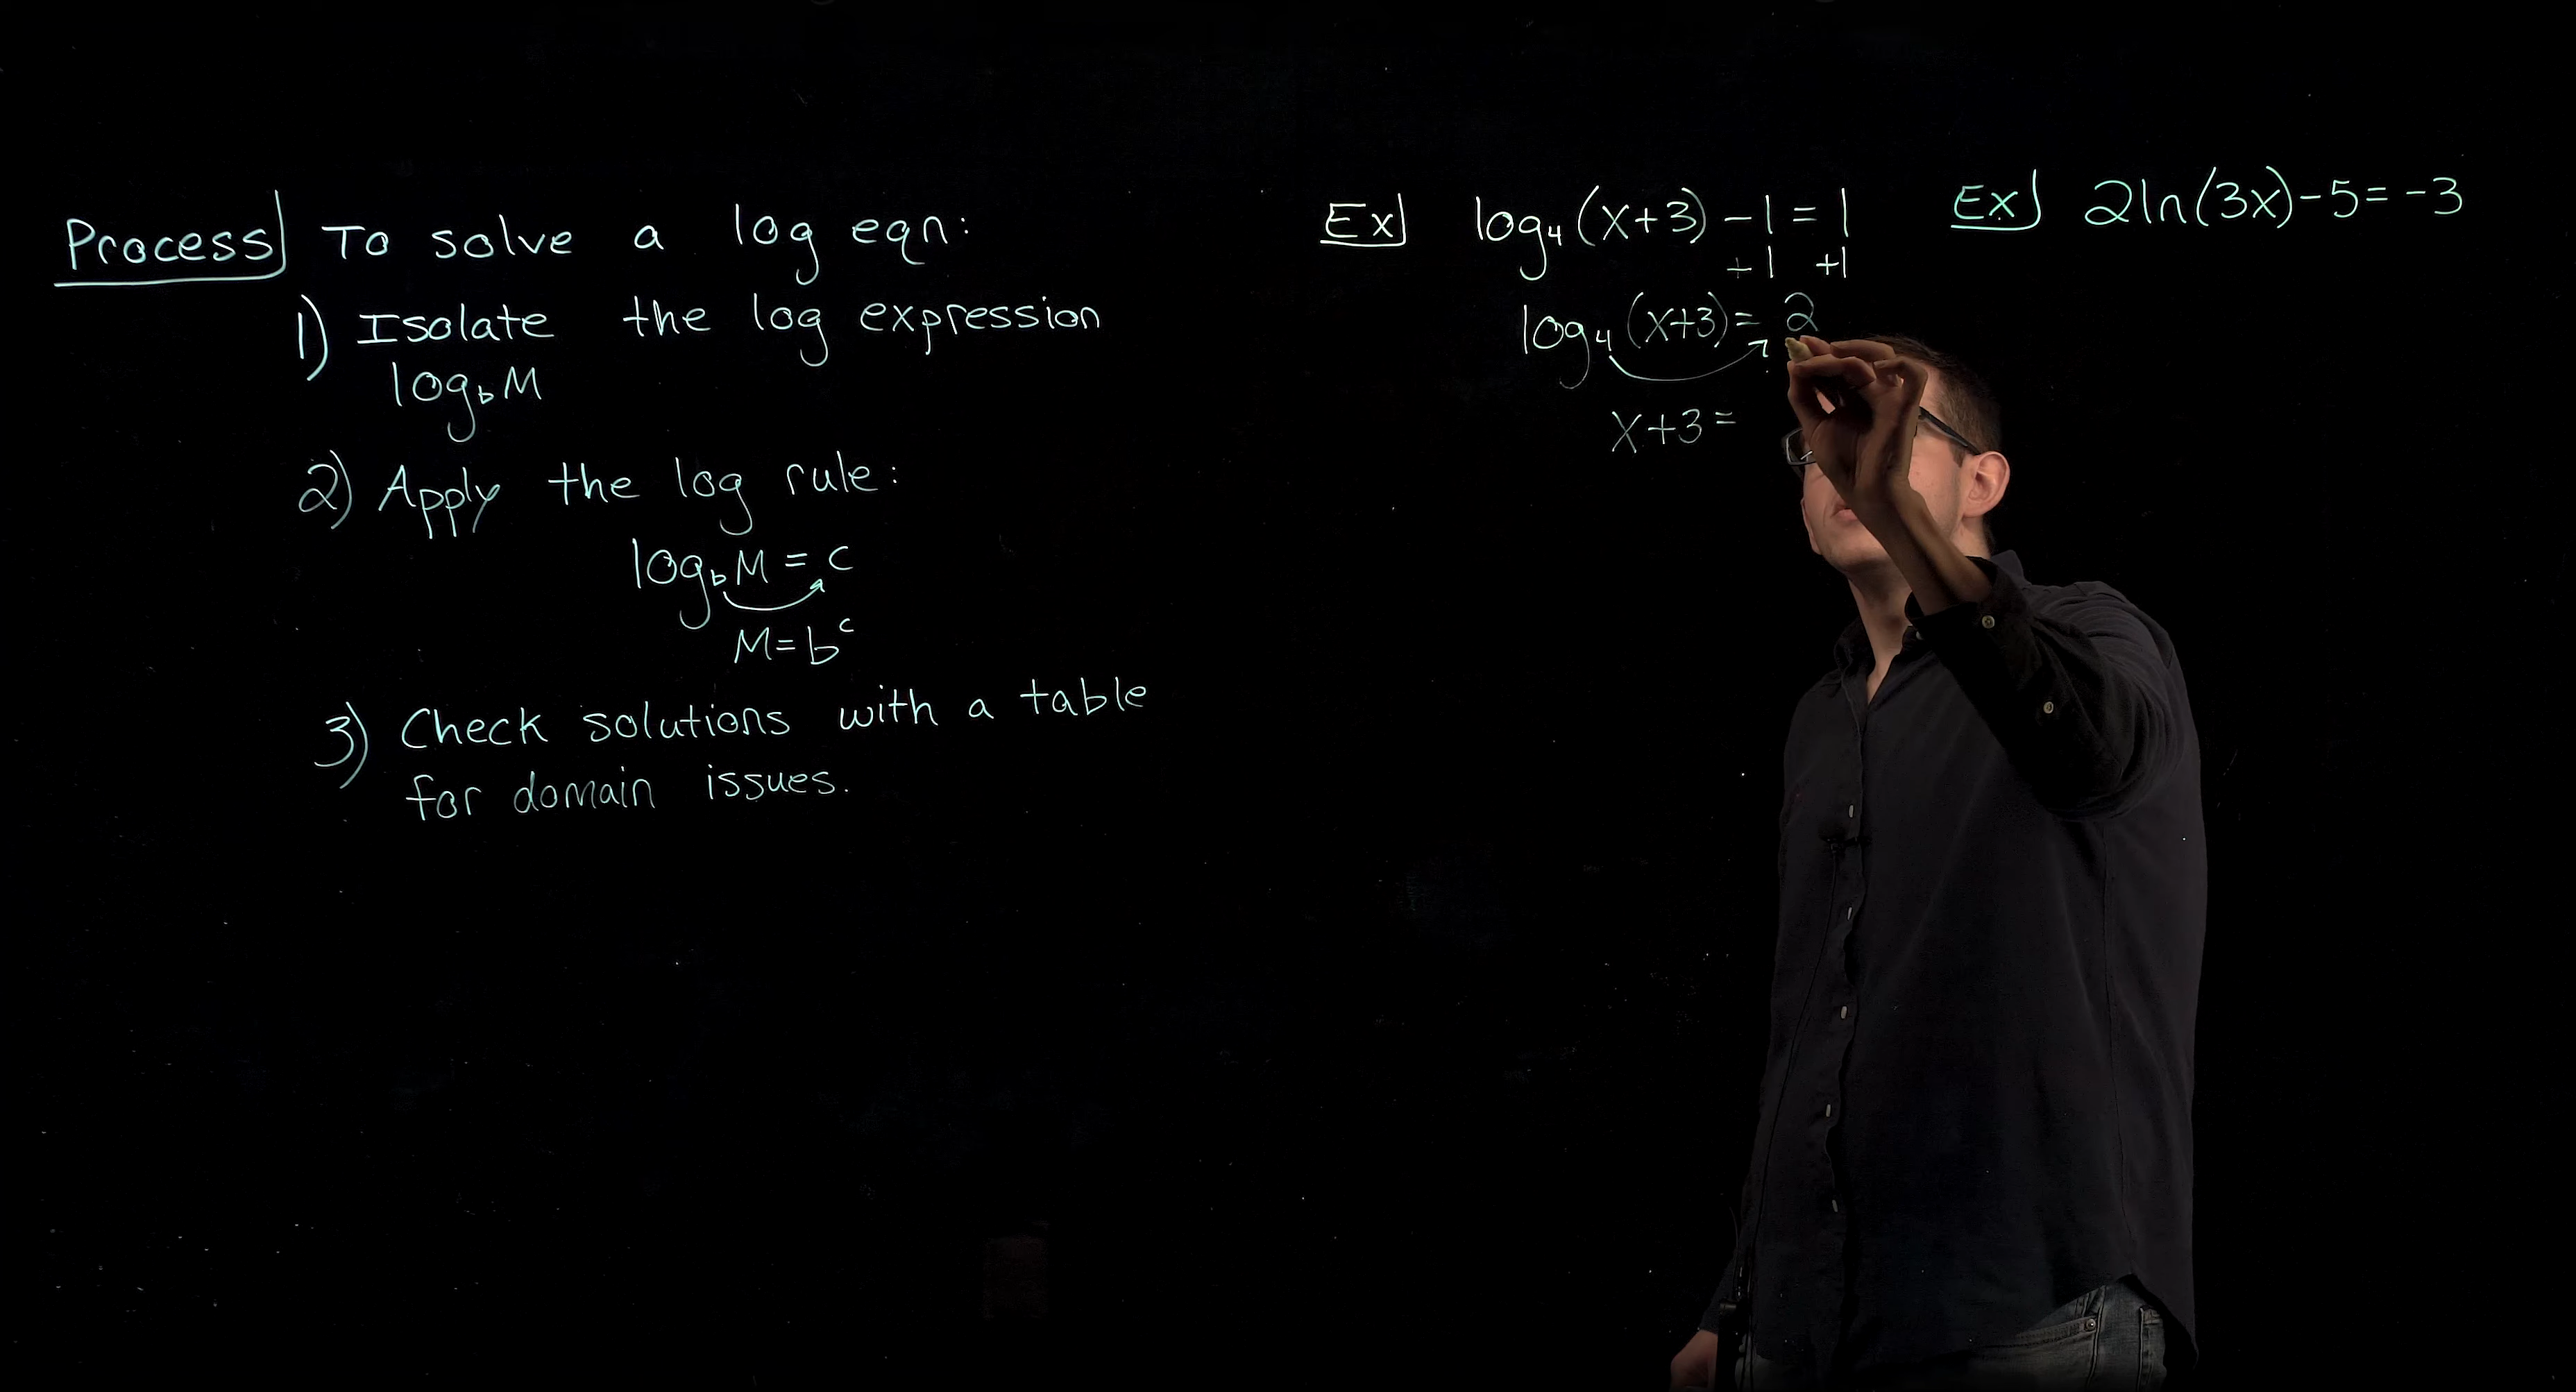 Process To solve a log eqn:
1) Isolate the log expression
log_b M
2) Apply the log rule:
log_b M = c
M = b^c
3) Check solutions with a table
for domain issues.
Ex log_4 (x+3) - 1 = 1
+1 +1
log_4 (x+3) = 2
x+3 =
Ex 2ln(3x) - 5 = -3